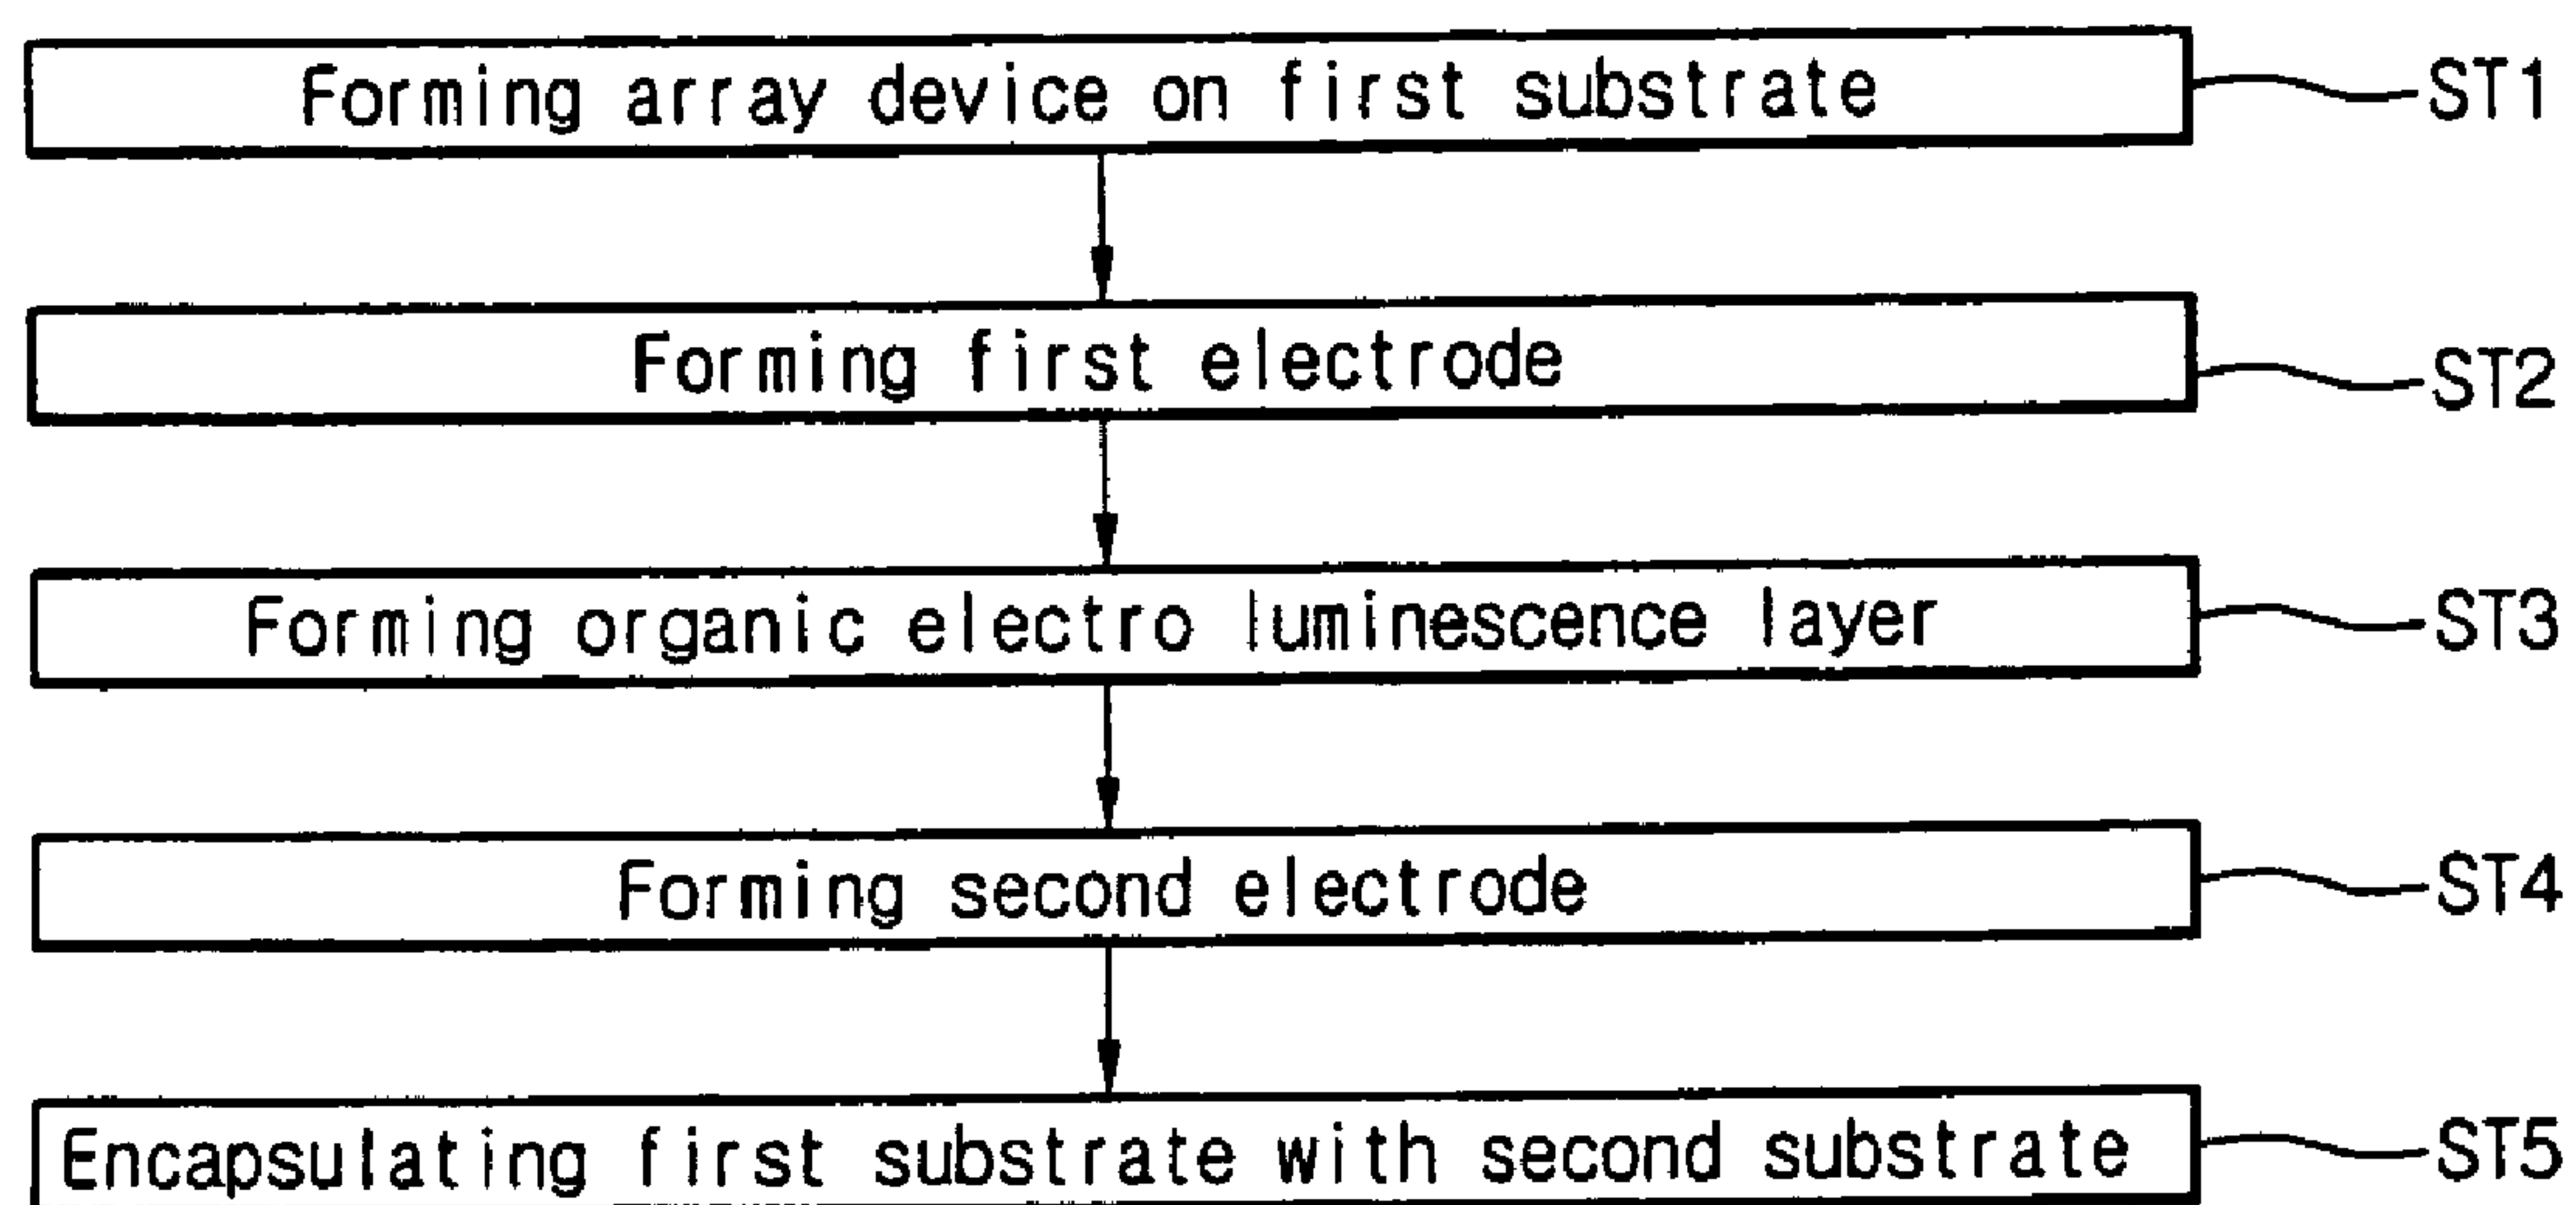 Forming array device on first substrate ST1
Forming first electrode ST2
Forming organic electro luminescence layer ST3
Forming second electrode ST4
Encapsulating first substrate with second substrate ST5